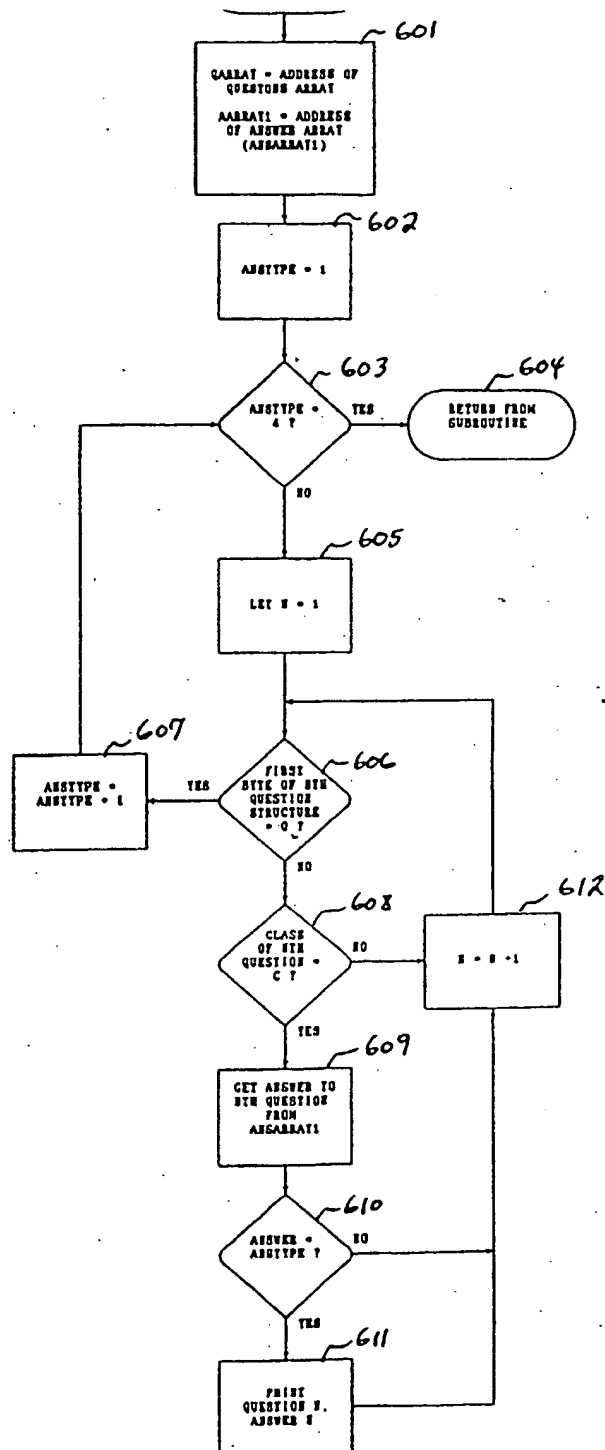 601
QARRAY = ADDRESS OF
QUESTONS ARRAY
AARRAY1 = ADDRESS
OF ANSWER ARRAY
(ANSARRAY1)
602
ANSTYPE = 1
603
ANSTYPE =
4 ?
YES
604
RETURN FROM
SUBROUTINE
NO
605
LET N = 1
607
ANSTYPE =
ANSTYPE + 1
YES
606
FIRST
BYTE OF NTH
QUESTION
STRUCTURE
= 0 ?
NO
608
CLASS
OF NTH
QUESTION =
C ?
NO
612
N = N +1
YES
609
GET ANSWER TO
NTH QUESTION
FROM
ANSARRAY1
610
ANSWER =
ANSTYPE ?
NO
YES
611
PRINT
QUESTION N,
ANSWER N